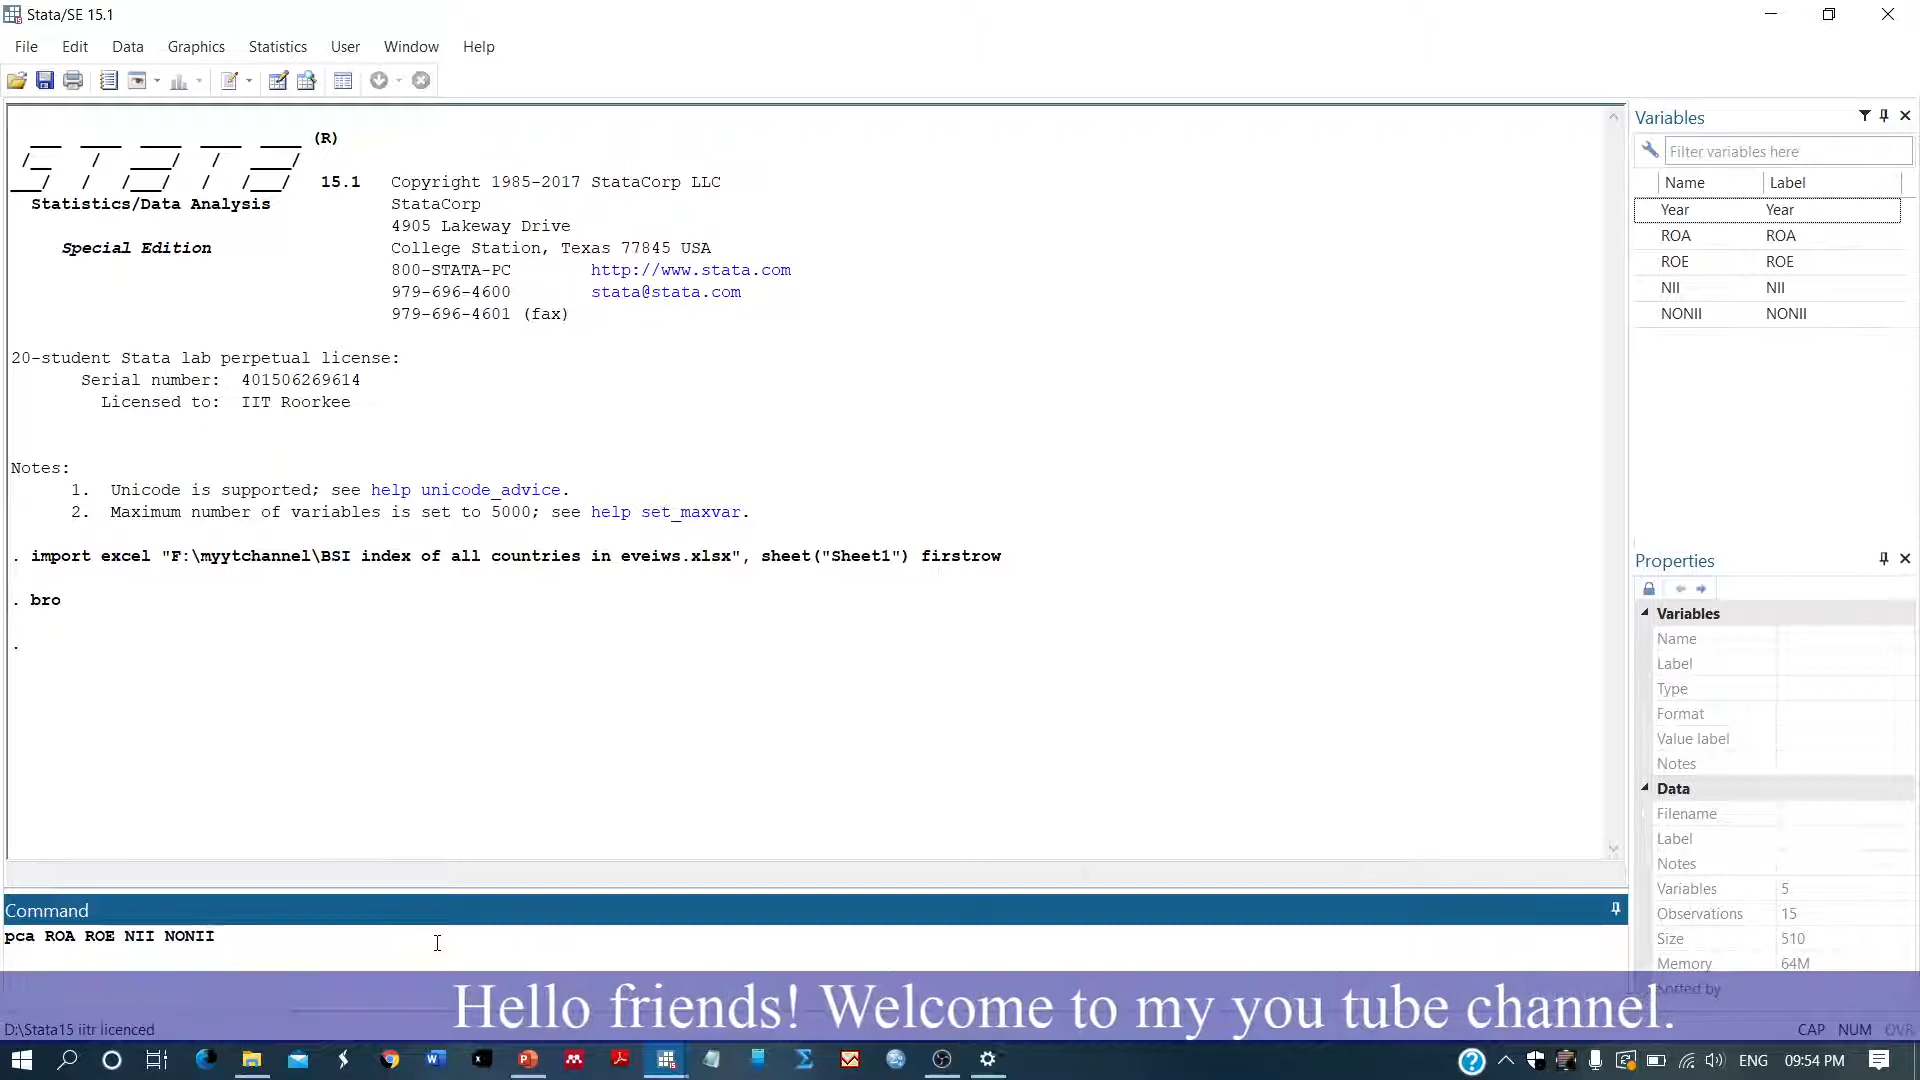 Stata/SE 15.1
File Edit Data Graphics Statistics User Window Help
(R)
15.1 Copyright 1985-2017 StataCorp LLC
Statistics/Data Analysis StataCorp
4905 Lakeway Drive
Special Edition College Station, Texas 77845 USA
800-STATA-PC http://www.stata.com
979-696-4600 stata@stata.com
979-696-4601 (fax)
20-student Stata lab perpetual license:
Serial number: 401506269614
Licensed to: IIT Roorkee
Notes:
1. Unicode is supported; see help unicode_advice.
2. Maximum number of variables is set to 5000; see help set_maxvar.
. import excel "F:\myytchannel\BSI index of all countries in eveiws.xlsx", sheet("Sheet1") firstrow
. bro
.
Variables
Filter variables here
Name Label
Year Year
ROA ROA
ROE ROE
NII NII
NONII NONII
Properties
Variables
Name
Label
Type
Format
Value label
Notes
Data
Filename
Label
Notes
Variables 5
Observations 15
Size 510
Memory 64M
Sorted by
Command
pca ROA ROE NII NONII
Hello friends! Welcome to my you tube channel.
D:\Stata15 iitr licenced
CAP NUM OVR
ENG 09:54 PM